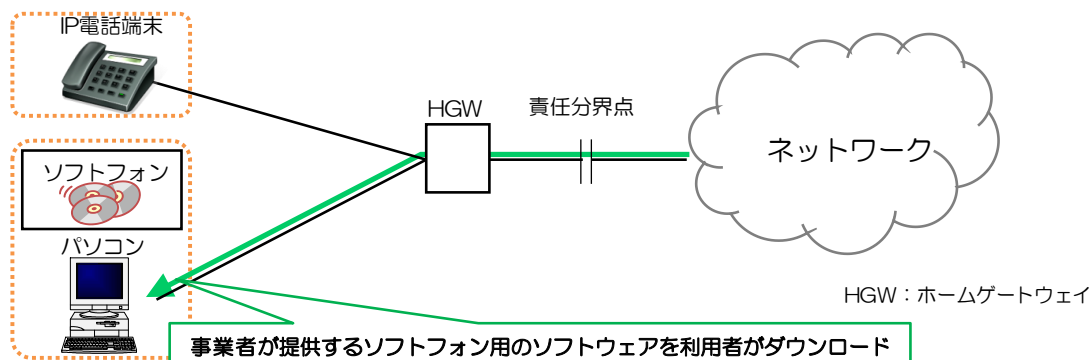 IP電話端末
HGW
責任分界点
ネットワーク
ソフトフォン
パソコン
HGW：ホームゲートウェイ
事業者が提供するソフトフォン用のソフトウェアを利用者がダウンロード